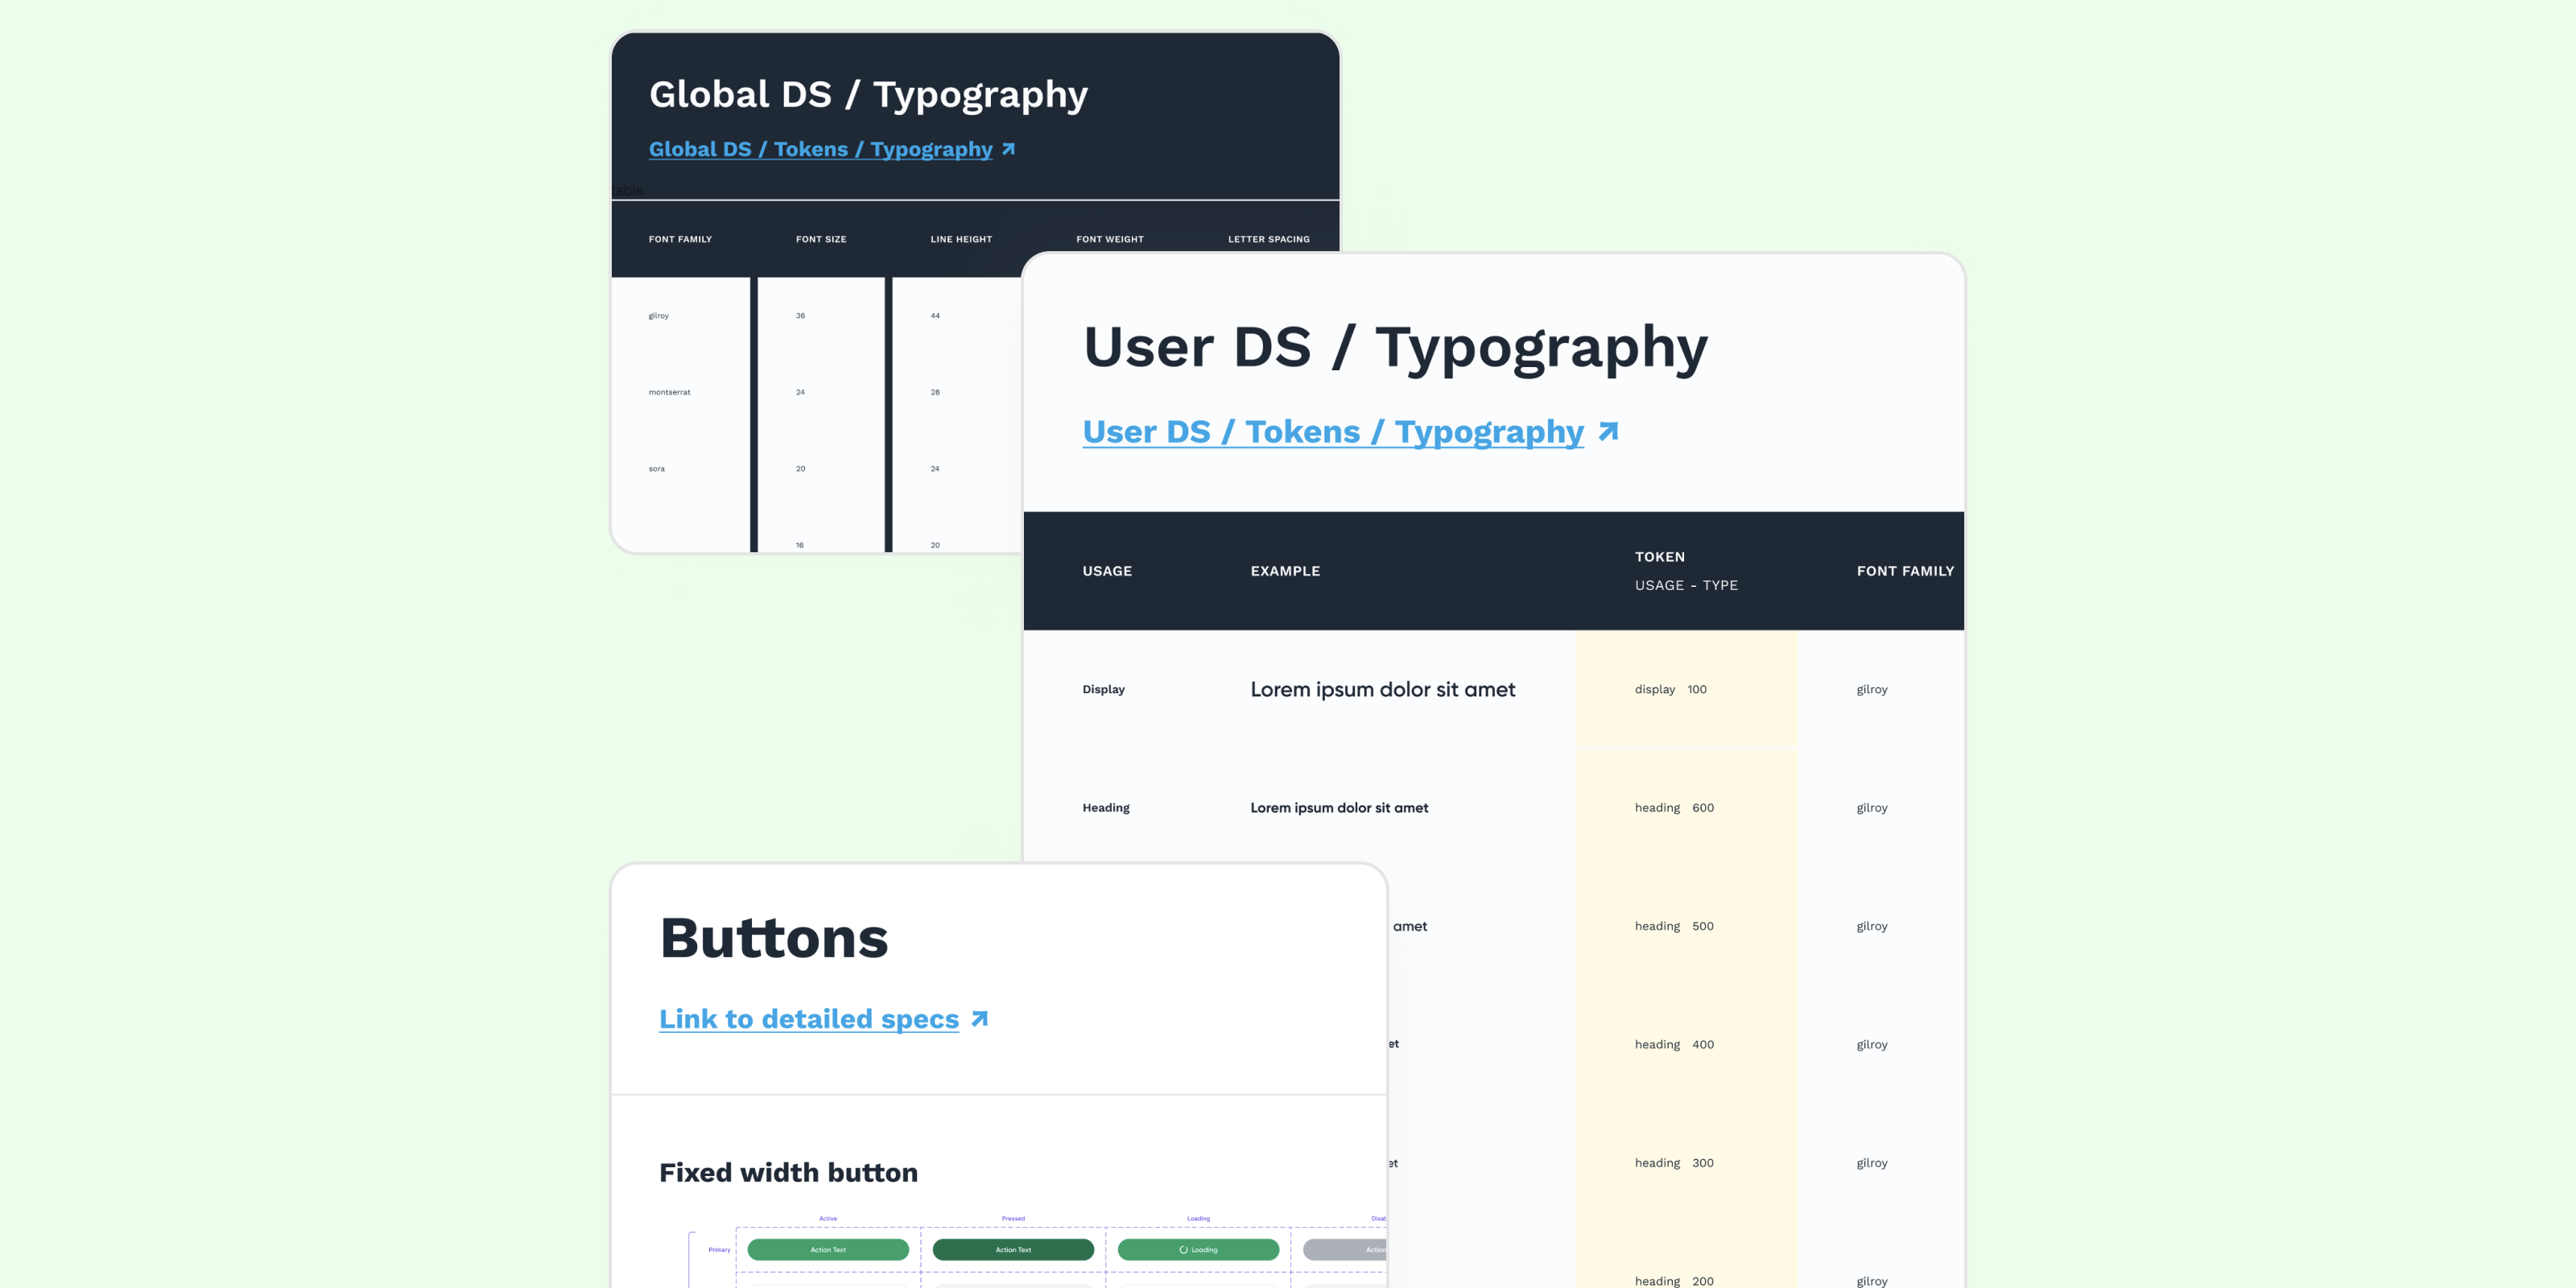 Global DS / Typography
Global DS / Tokens / Typography
table
FONT FAMILY FONT SIZE LINE HEIGHT FONT WEIGHT LETTER SPACING
gilroy 36 44
montserrat 24 28
sora 20 24
16 20
User DS / Typography
User DS / Tokens / Typography
USAGE EXAMPLE TOKEN FONT FAMILY
USAGE - TYPE
Display Lorem ipsum dolor sit amet display 100 gilroy
Heading Lorem ipsum dolor sit amet heading 600 gilroy
amet heading 500 gilroy
et heading 400 gilroy
et heading 300 gilroy
heading 200 gilroy
Buttons
Link to detailed specs
Fixed width button
Active Pressed Loading Disab
Primary Action Text Action Text Loading Action